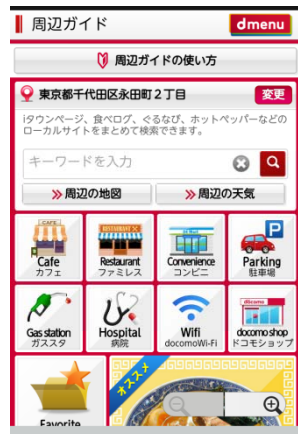 周辺ガイド
dmenu
周辺ガイドの使い方
東京都千代田区永田町２丁目
変更
iタウンページ、食べログ、ぐるなび、ホットペッパーなどの
ローカルサイトをまとめて検索できます。
キーワードを入力
周辺の地図
周辺の天気
CAFE
RESTAURANT
P
Cafe
カフェ
Restaurant
ファミレス
Convenience
コンビニ
Parking
駐車場
docomo
Gas station
ガススタ
Hospital
病院
Wifi
docomoWi-Fi
docomo shop
ドコモショップ
オススメ
Favorite